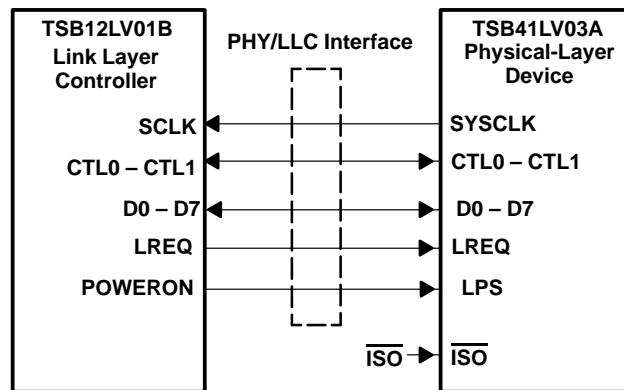 TSB12LV01B
Link Layer
Controller
PHY/LLC Interface
TSB41LV03A
Physical-Layer
Device
SCLK
SYSCLK
CTL0 – CTL1
CTL0 – CTL1
D0 – D7
D0 – D7
LREQ
LREQ
POWERON
LPS
ISO
ISO